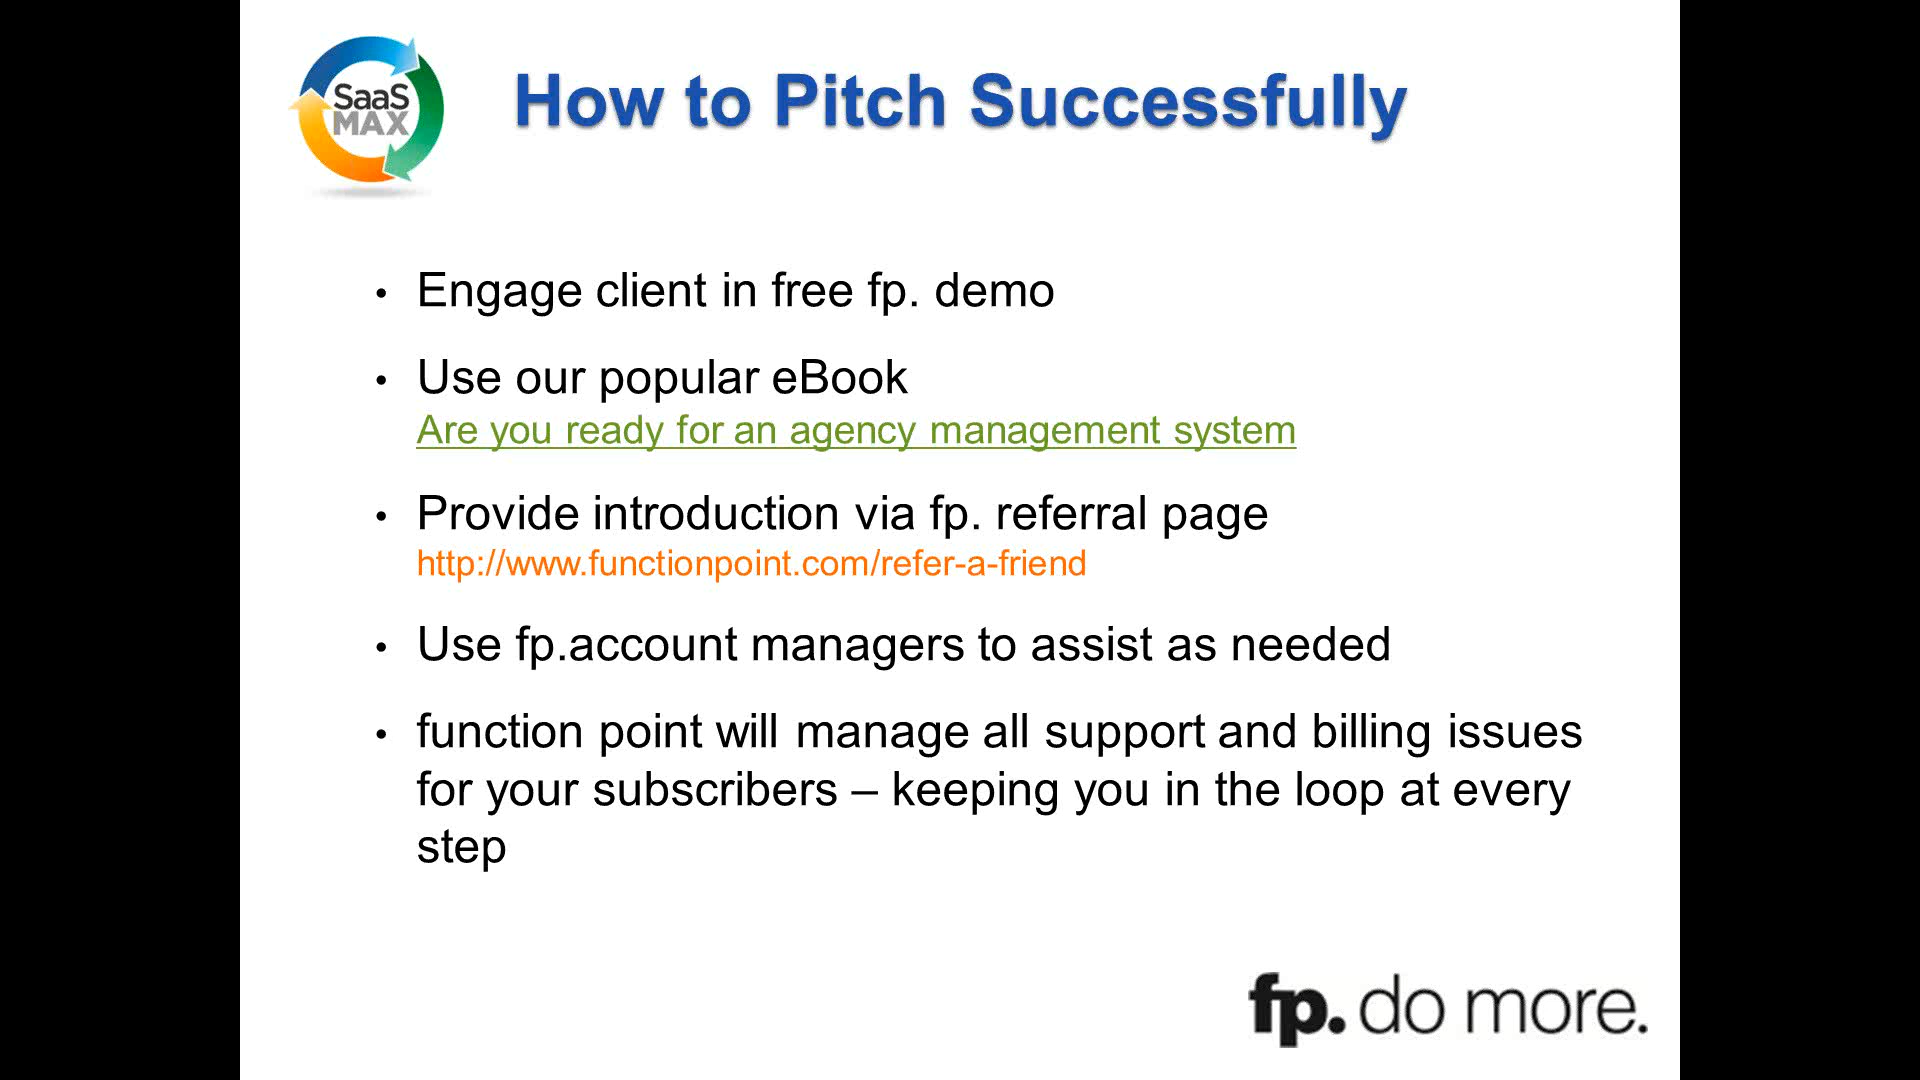 SaaS
MAX
How to Pitch Successfully
• Engage client in free fp. demo
• Use our popular eBook
Are you ready for an agency management system
• Provide introduction via fp. referral page
http://www.functionpoint.com/refer-a-friend
• Use fp.account managers to assist as needed
• function point will manage all support and billing issues
for your subscribers – keeping you in the loop at every
step
fp. do more.